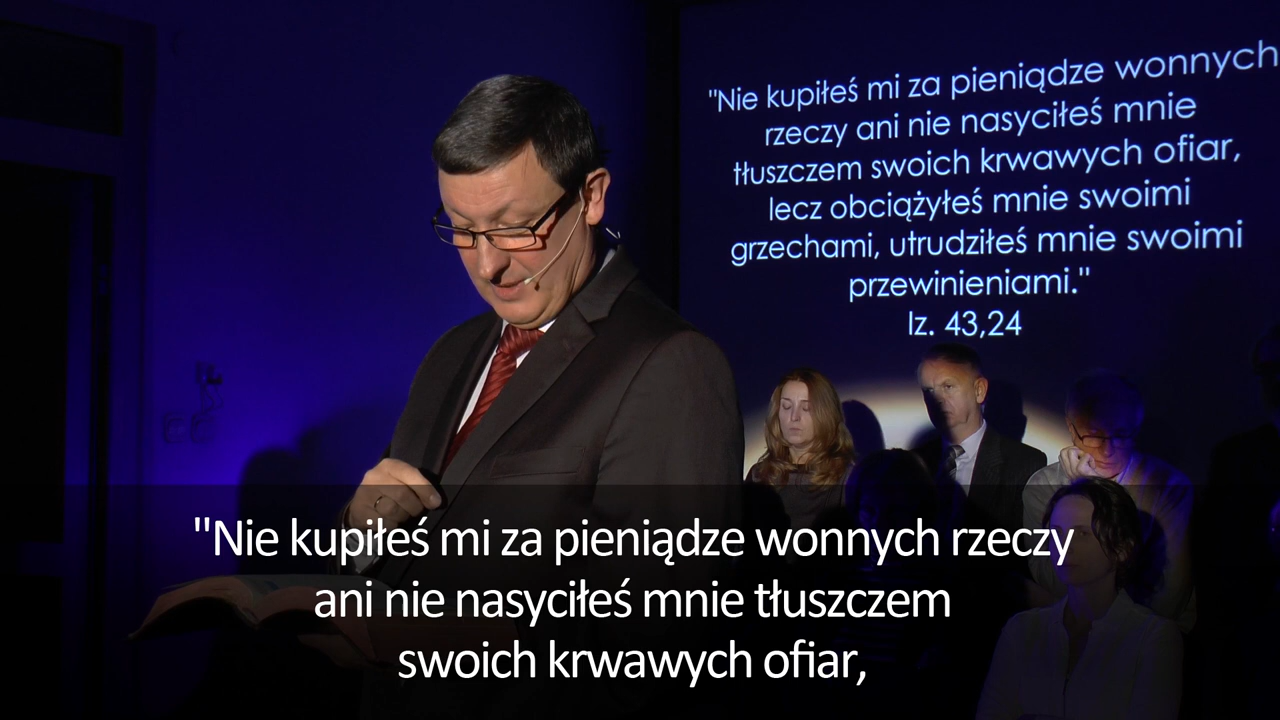 "Nie kupiłeś mi za pieniądze wonnych
rzeczy ani nie nasyciłeś mnie
tłuszczem swoich krwawych ofiar,
lecz obciążyłeś mnie swoimi
grzechami, utrudziłeś mnie swoimi
przewinieniami."
Iz. 43,24
"Nie kupiłeś mi za pieniądze wonnych rzeczy
ani nie nasyciłeś mnie tłuszczem
swoich krwawych ofiar,